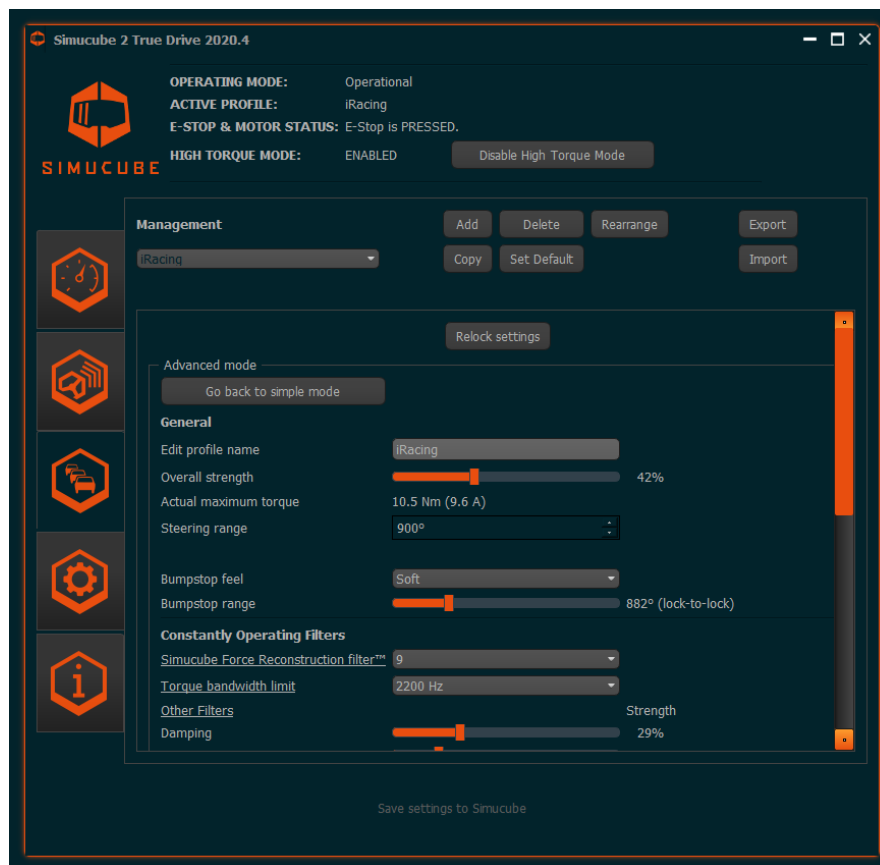 Simucube 2 True Drive 2020.4
OPERATING MODE: Operational
ACTIVE PROFILE: iRacing
E-STOP & MOTOR STATUS: E-Stop is PRESSED.
HIGH TORQUE MODE: ENABLED Disable High Torque Mode
SIMUCUBE
Management Add Delete Rearrange Export
iRacing Copy Set Default Import
Relock settings
Advanced mode
Go back to simple mode
General
Edit profile name iRacing
Overall strength 42%
Actual maximum torque 10.5 Nm (9.6 A)
Steering range 900°
Bumpstop feel Soft
Bumpstop range 882° (lock-to-lock)
Constantly Operating Filters
Simucube Force Reconstruction filter™ 9
Torque bandwidth limit 2200 Hz
Other Filters Strength
Damping 29%
Save settings to Simucube